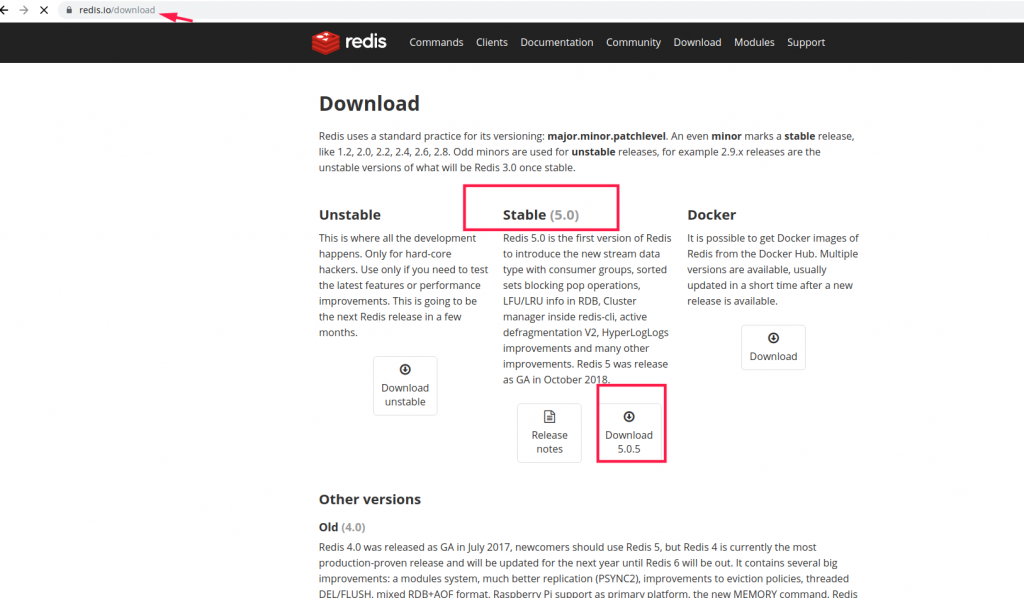 redis.io/download
redis
Commands Clients Documentation Community Download Modules Support
Download
Redis uses a standard practice for its versioning: major.minor.patchlevel. An even minor marks a stable release,
like 1.2, 2.0, 2.2, 2.4, 2.6, 2.8. Odd minors are used for unstable releases, for example 2.9.x releases are the
unstable versions of what will be Redis 3.0 once stable.
Unstable
This is where all the development
happens. Only for hard-core
hackers. Use only if you need to test
the latest features or performance
improvements. This is going to be
the next Redis release in a few
months.
Download
unstable
Stable (5.0)
Redis 5.0 is the first version of Redis
to introduce the new stream data
type with consumer groups, sorted
sets blocking pop operations,
LFU/LRU info in RDB, Cluster
manager inside redis-cli, active
defragmentation V2, HyperLogLogs
improvements and many other
improvements. Redis 5 was release
as GA in October 2018.
Release
notes
Download
5.0.5
Docker
It is possible to get Docker images of
Redis from the Docker Hub. Multiple
versions are available, usually
updated in a short time after a new
release is available.
Download
Other versions
Old (4.0)
Redis 4.0 was released as GA in July 2017, newcomers should use Redis 5, but Redis 4 is currently the most
production-proven release and will be updated for the next year until Redis 6 will be out. It contains several big
improvements: a modules system, much better replication (PSYNC2), improvements to eviction policies, threaded
DEL/FLUSH, mixed RDB+AOF format, Raspberry Pi support as primary platform, the new MEMORY command, Redis